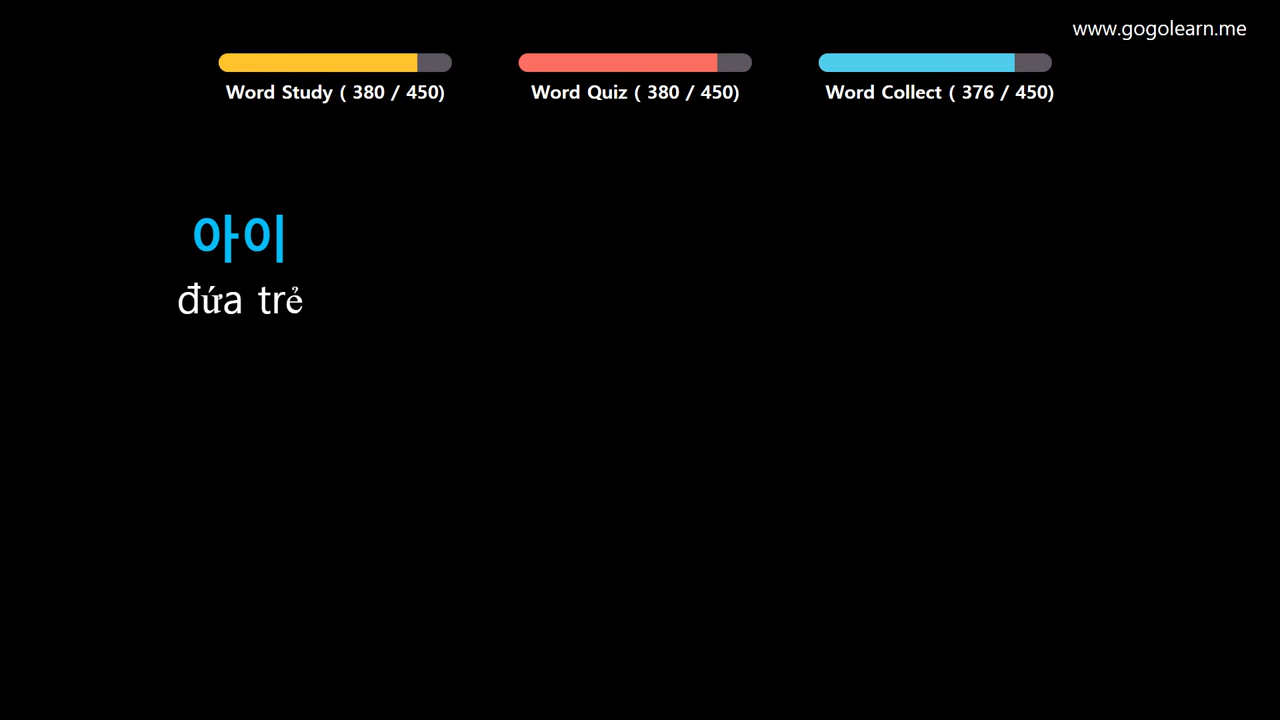 www.gogolearn.me
Word Study ( 380 / 450)
Word Quiz ( 380 / 450)
Word Collect ( 376 / 450)
아이
đứa trẻ